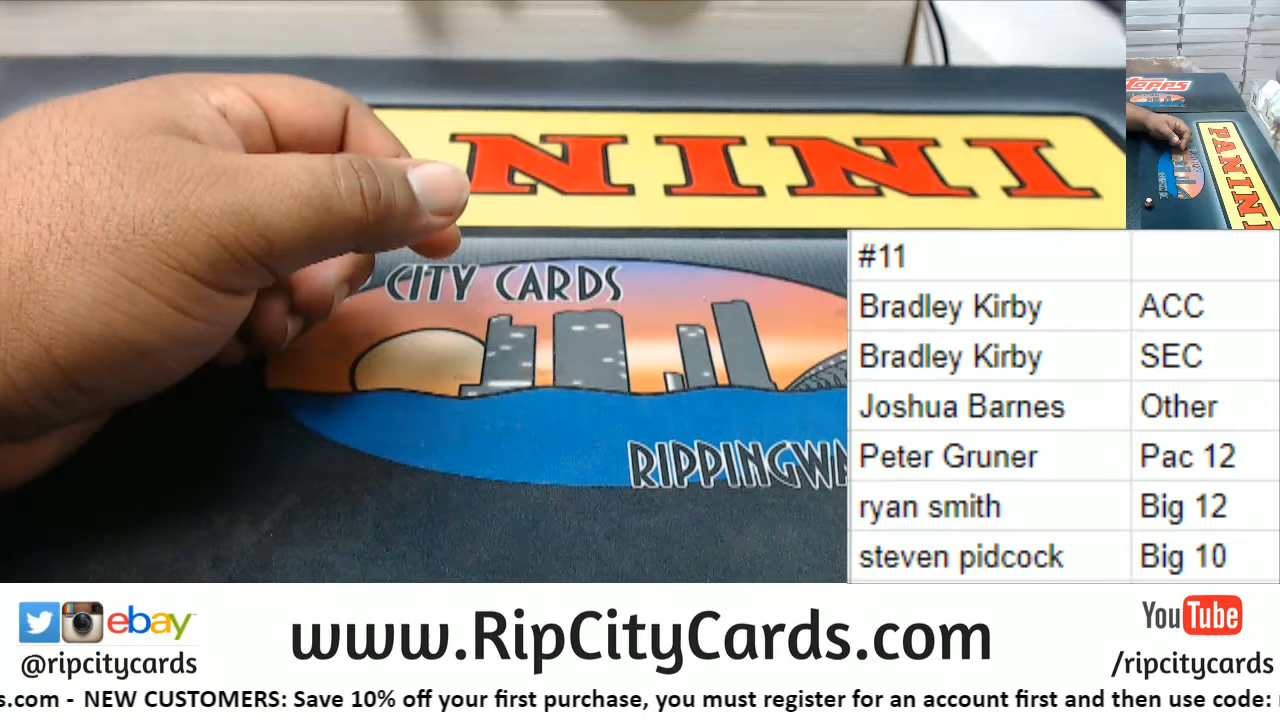 NINI
CITY CARDS
RIPPINGWA
TOPPS
PANINI
#11
Bradley Kirby ACC
Bradley Kirby SEC
Joshua Barnes Other
Peter Gruner Pac 12
ryan smith Big 12
steven pidcock Big 10
ebay
@ripcitycards
www.RipCityCards.com
YouTube
/ripcitycards
s.com - NEW CUSTOMERS: Save 10% off your first purchase, you must register for an account first and then use code: